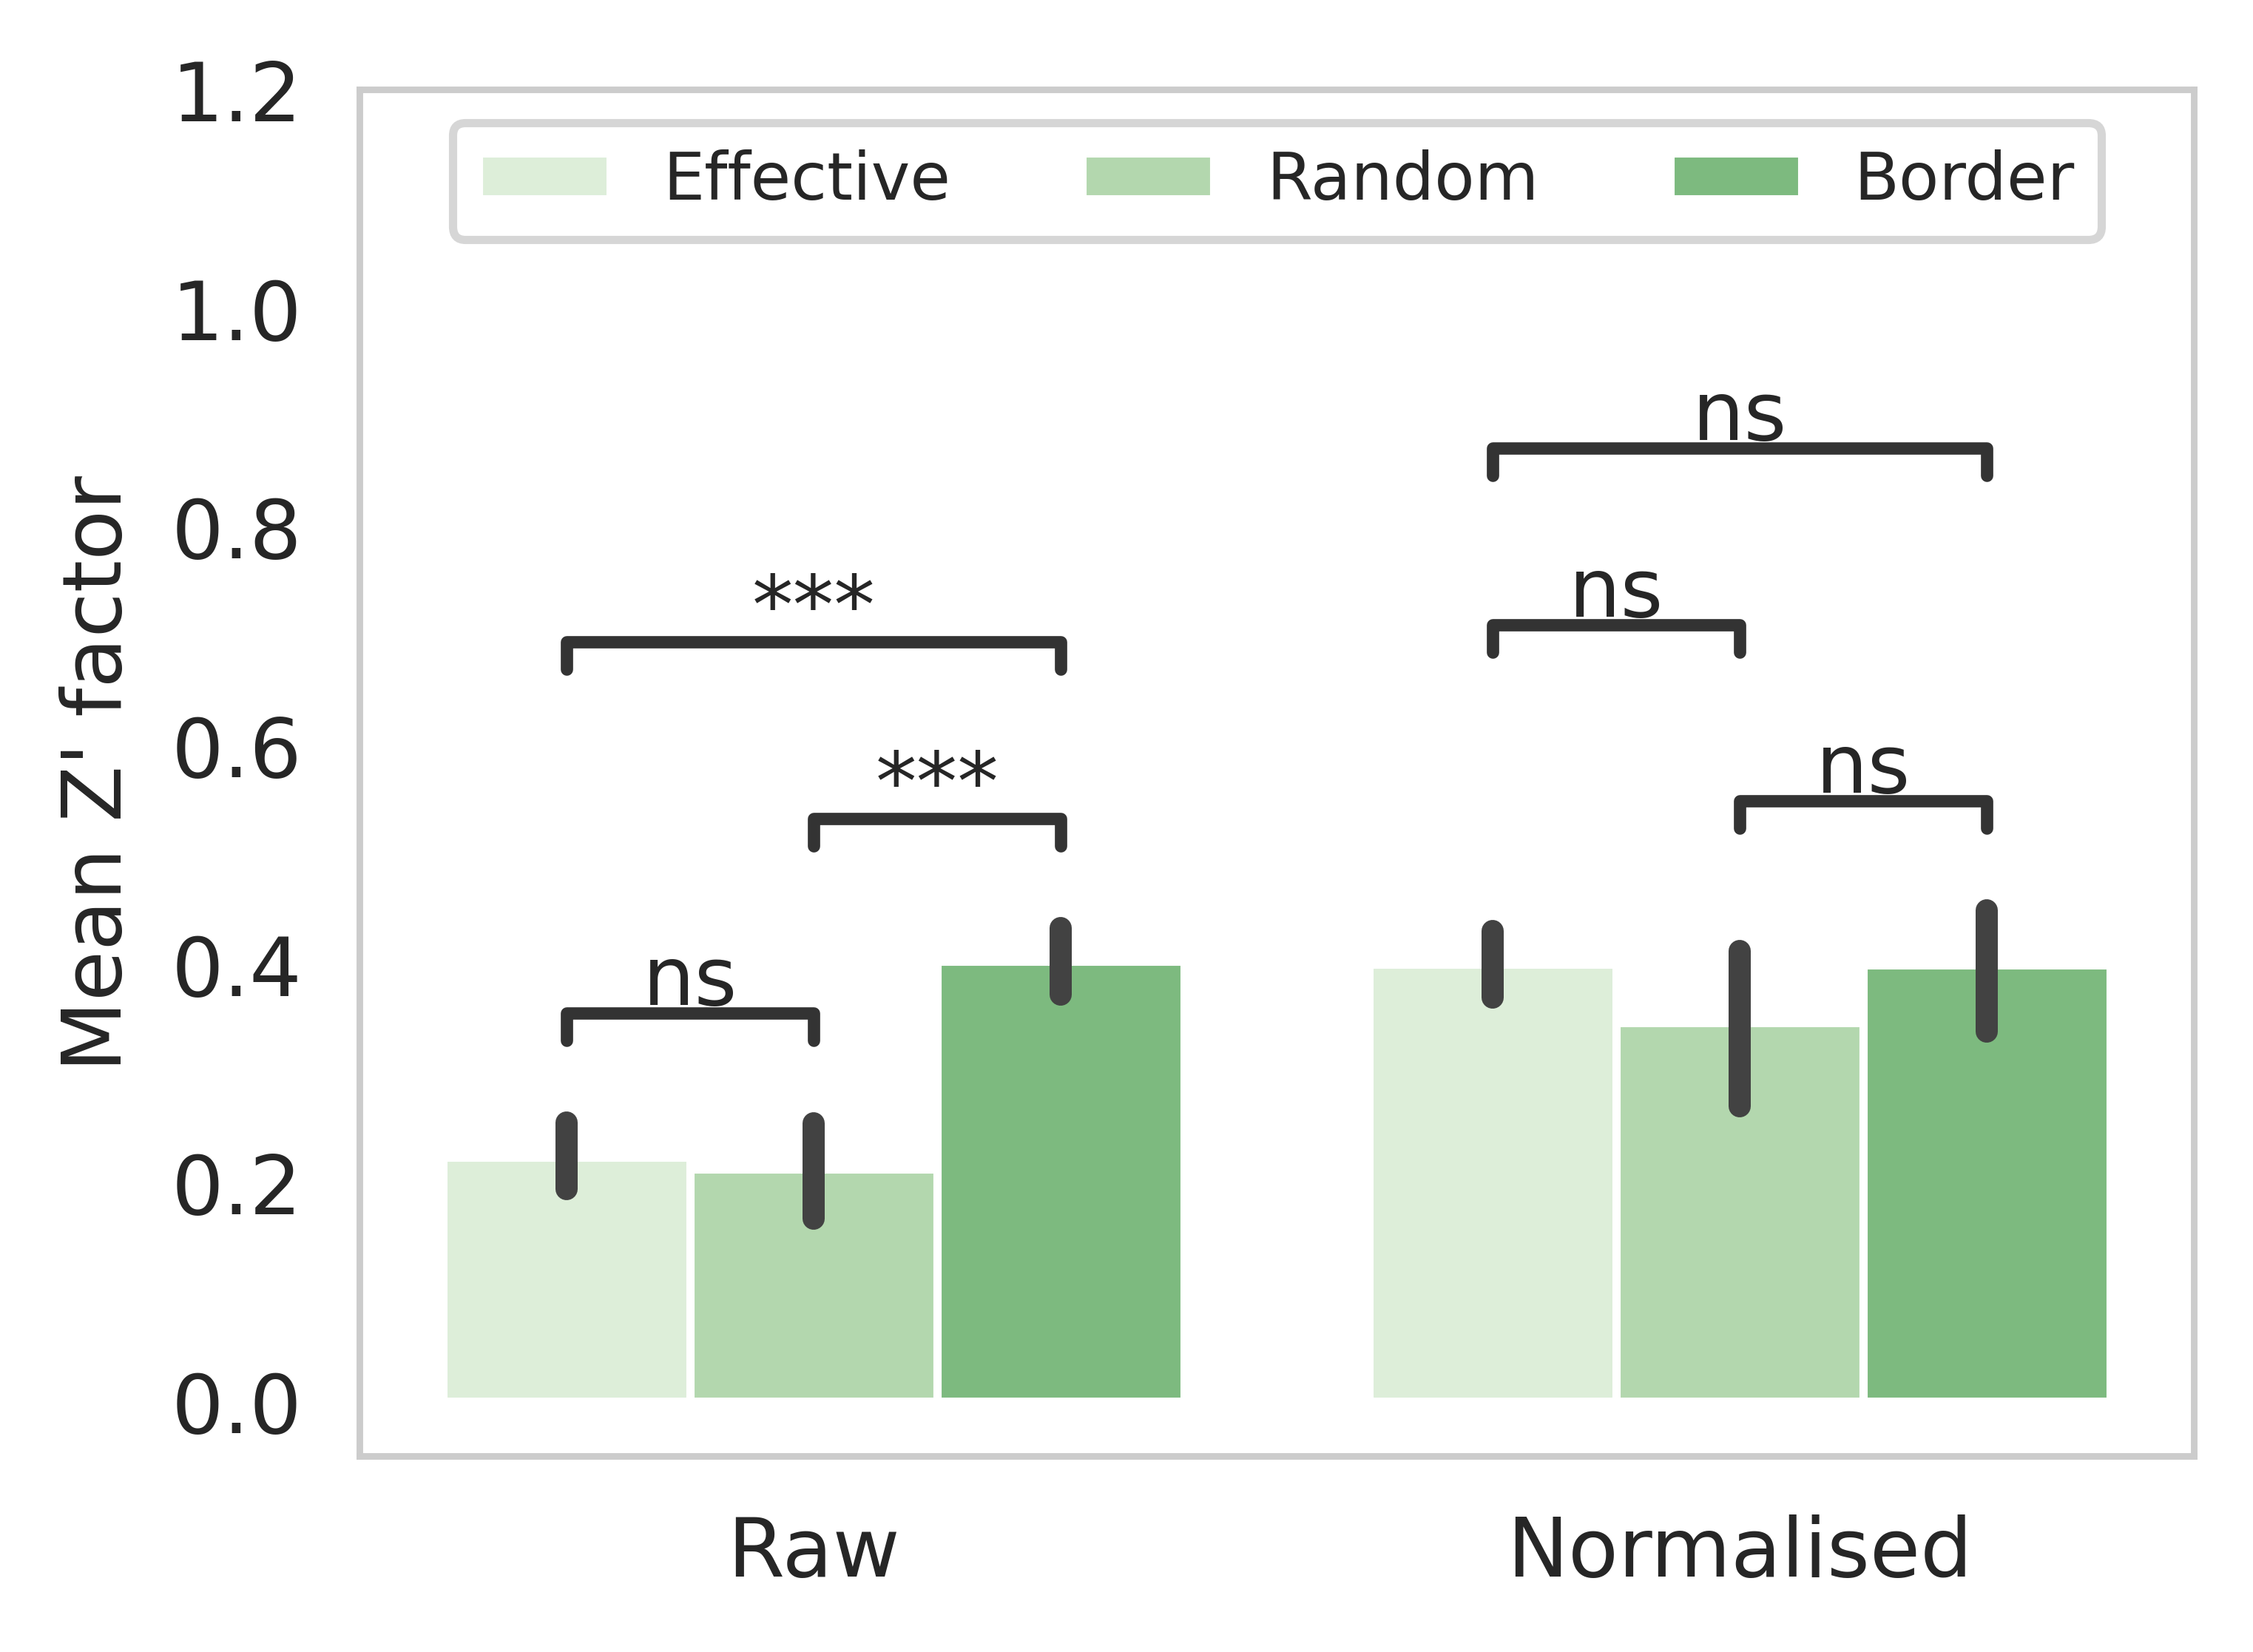 Mean Z' factor
1.2
1.0
0.8
0.6
0.4
0.2
0.0
Effective Random Border
ns
ns
***
ns
***
ns
Raw Normalised